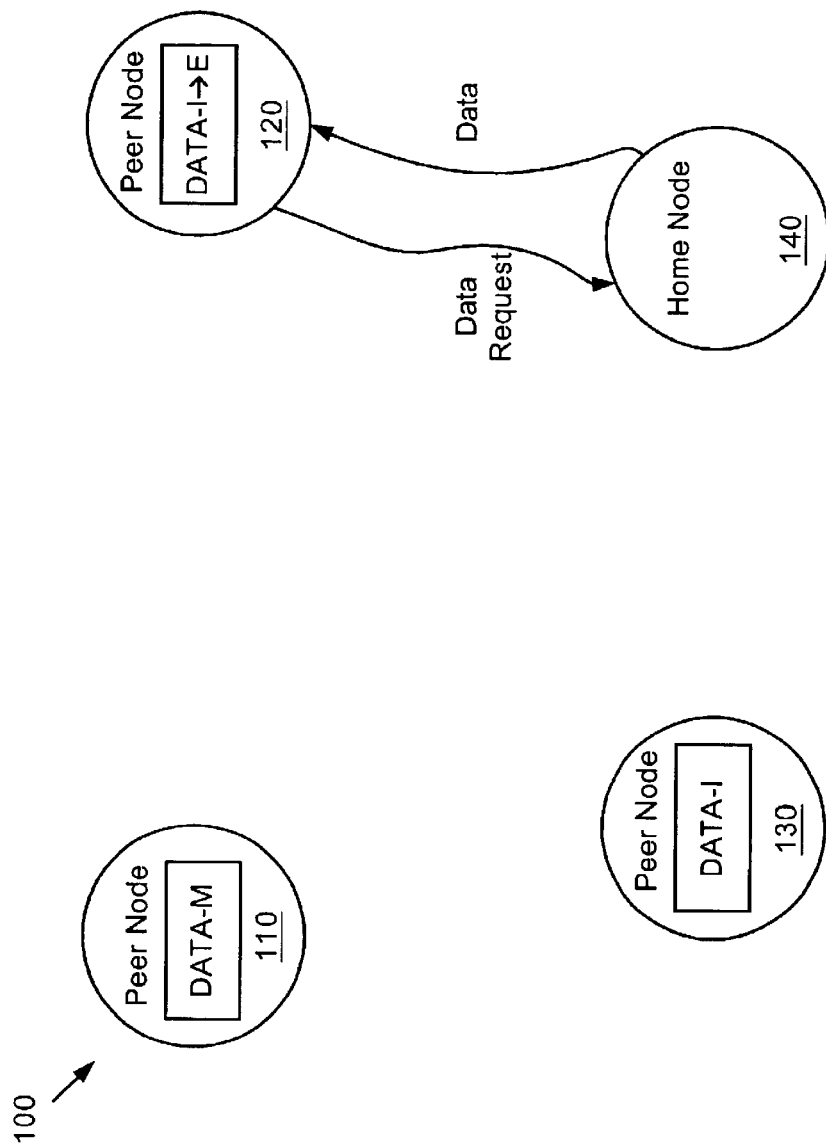 100
Peer Node
DATA-M
110
Peer Node
DATA-I→E
120
Data
Request
Data
Peer Node
DATA-I
130
Home Node
140